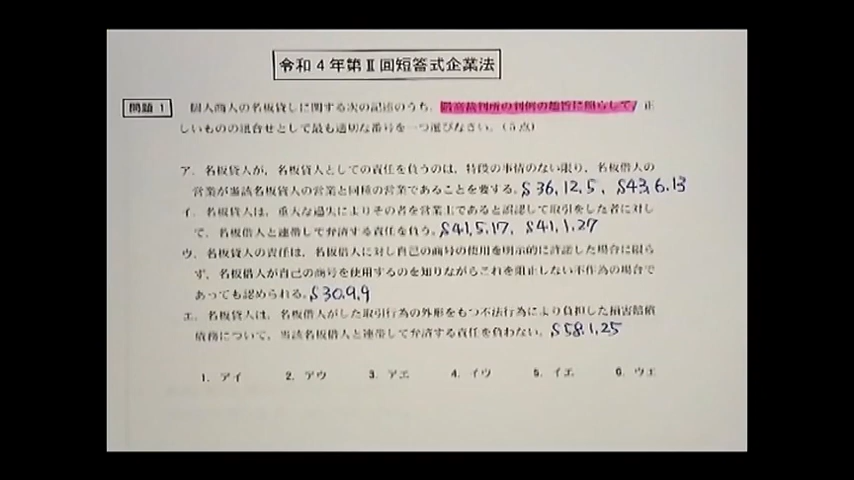 令和4年第Ⅱ回短答式企業法
問題 1 個人商人の名板貸しに関する次の記述のうち、最高裁判所の判例の趣旨に照らして、正
しいものの組合せとして最も適切な番号を一つ選びなさい。(5点)
ア. 名板貸人が、名板貸人としての責任を負うのは、特段の事情のない限り、名板借人の
営業が当該名板貸人の営業と同種の営業であることを要する。S36.12.5, S43.6.13
イ. 名板貸人は、重大な過失によりその者を営業主であると誤認して取引をした者に対し
て、名板借人と連帯して弁済する責任を負う。S41.5.17, S41.1.27
ウ. 名板貸人の責任は、名板借人に対し自己の商号の使用を明示的に許諾した場合に限ら
ず、名板借人が自己の商号を使用するのを知りながらこれを阻止しない不作為の場合で
あっても認められる。S30.9.9
エ. 名板貸人は、名板借人がした取引行為の外形をもつ不法行為により負担した損害賠償
債務について、当該名板借人と連帯して弁済する責任を負わない。S58.1.25
1. アイ 2. アウ 3. アエ 4. イウ 5. イエ 6. ウエ